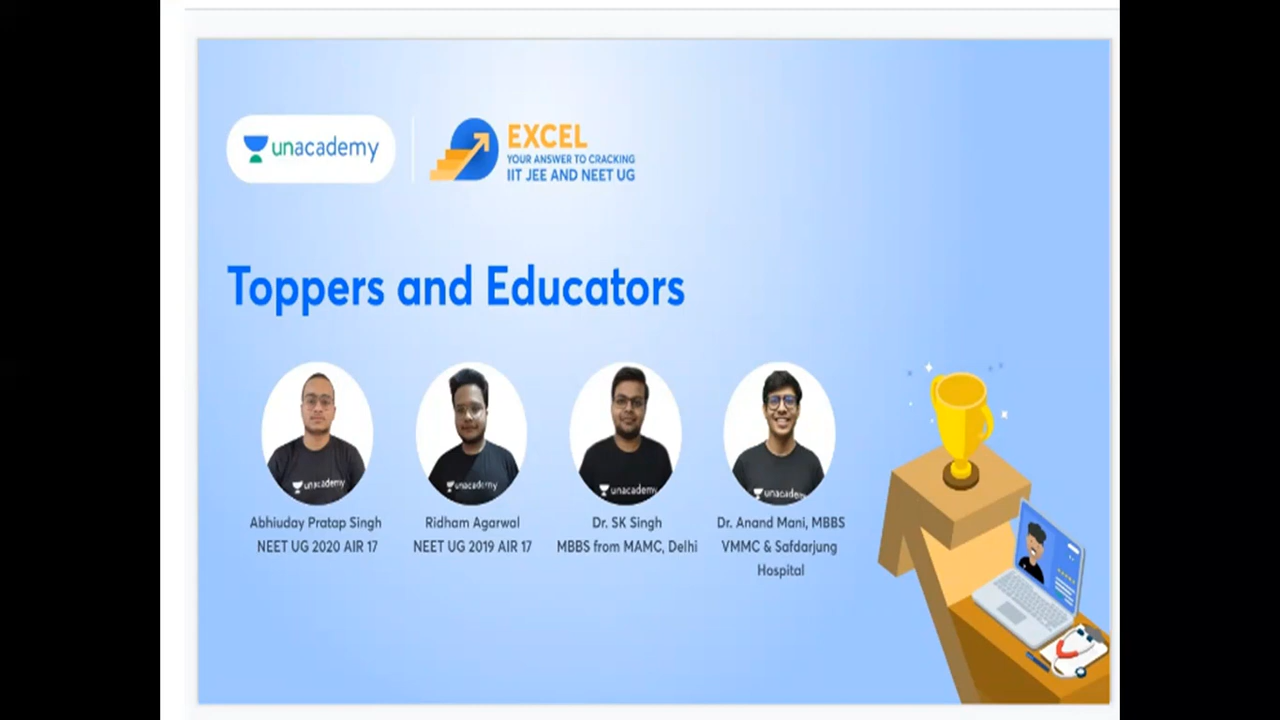 unacademy
EXCEL
YOUR ANSWER TO CRACKING
IIT JEE AND NEET UG
Toppers and Educators
unacademy
unacademy
unacademy
unacademy
Abhiuday Pratap Singh
NEET UG 2020 AIR 17
Ridham Agarwal
NEET UG 2019 AIR 17
Dr. SK Singh
MBBS from MAMC, Delhi
Dr. Anand Mani, MBBS
VMMC & Safdarjung
Hospital